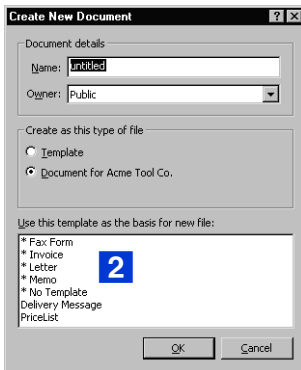 Create New Document ? X
Document details
Name: untitled
Owner: Public
Create as this type of file
Template
Document for Acme Tool Co.
Use this template as the basis for new file:
* Fax Form
* Invoice
* Letter
* Memo
* No Template
Delivery Message
PriceList
2
OK Cancel